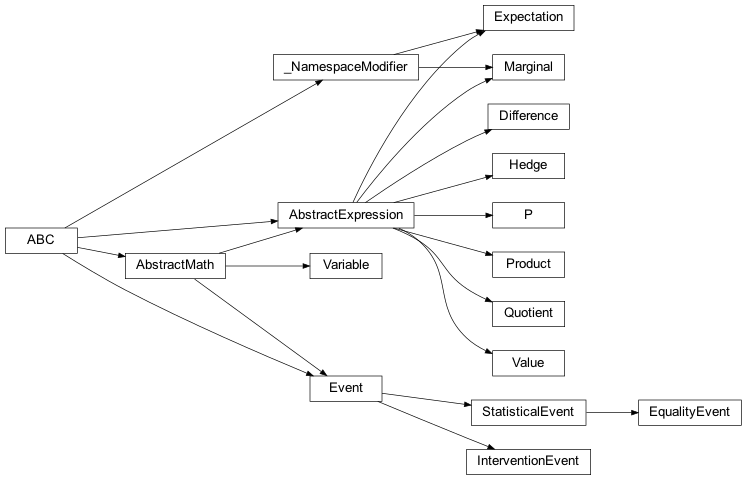 Expectation
_NamespaceModifier
Marginal
Difference
Hedge
AbstractExpression
P
ABC
AbstractMath
Variable
Product
Quotient
Value
Event
StatisticalEvent
EqualityEvent
InterventionEvent